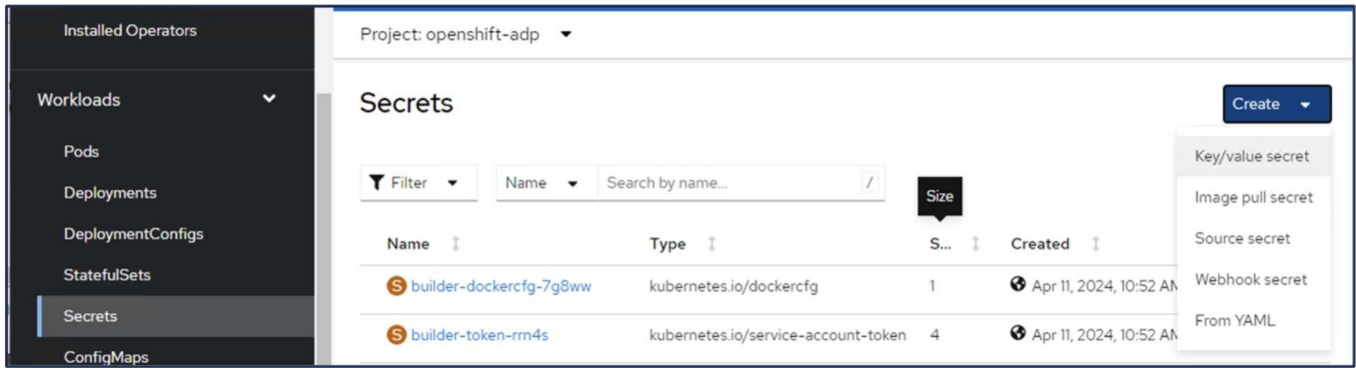 Installed Operators
Workloads
Pods
Deployments
DeploymentConfigs
StatefulSets
Secrets
ConfigMaps
Project: openshift-adp
Secrets
Create
Key/value secret
Image pull secret
Source secret
Webhook secret
From YAML
Filter
Name
Search by name...
/
Size
Name Type S... Created
S builder-dockercfg-7g8ww kubernetes.io/dockercfg 1 Apr 11, 2024, 10:52 AM
S builder-token-rrn4s kubernetes.io/service-account-token 4 Apr 11, 2024, 10:52 AM